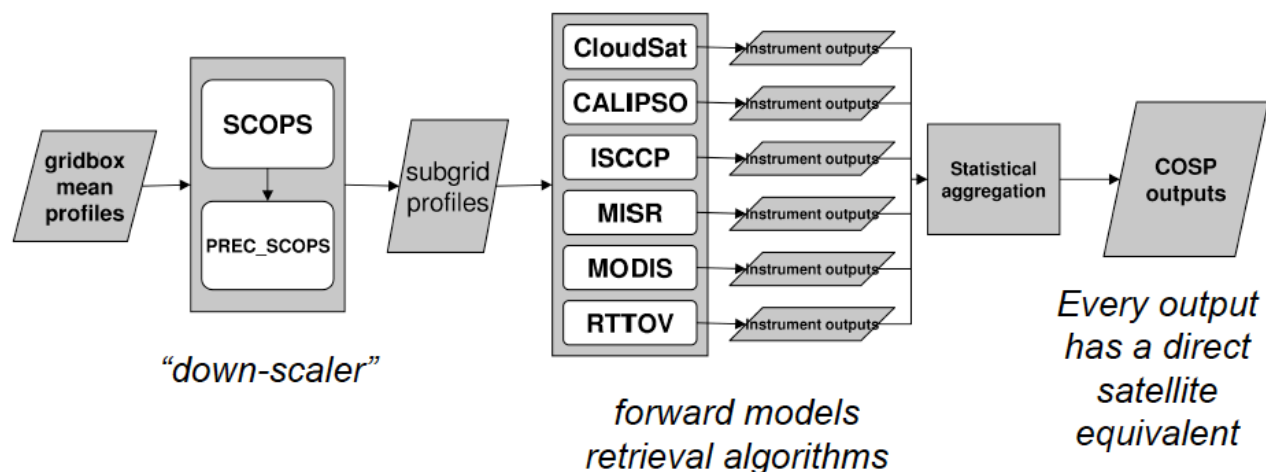 gridbox
mean
profiles
SCOPS
PREC_SCOPS
“down-scaler”
subgrid
profiles
CloudSat
CALIPSO
ISCCP
MISR
MODIS
RTTOV
forward models
retrieval algorithms
Instrument outputs
Instrument outputs
Instrument outputs
Instrument outputs
Instrument outputs
Instrument outputs
Statistical
aggregation
COSP
outputs
Every output
has a direct
satellite
equivalent